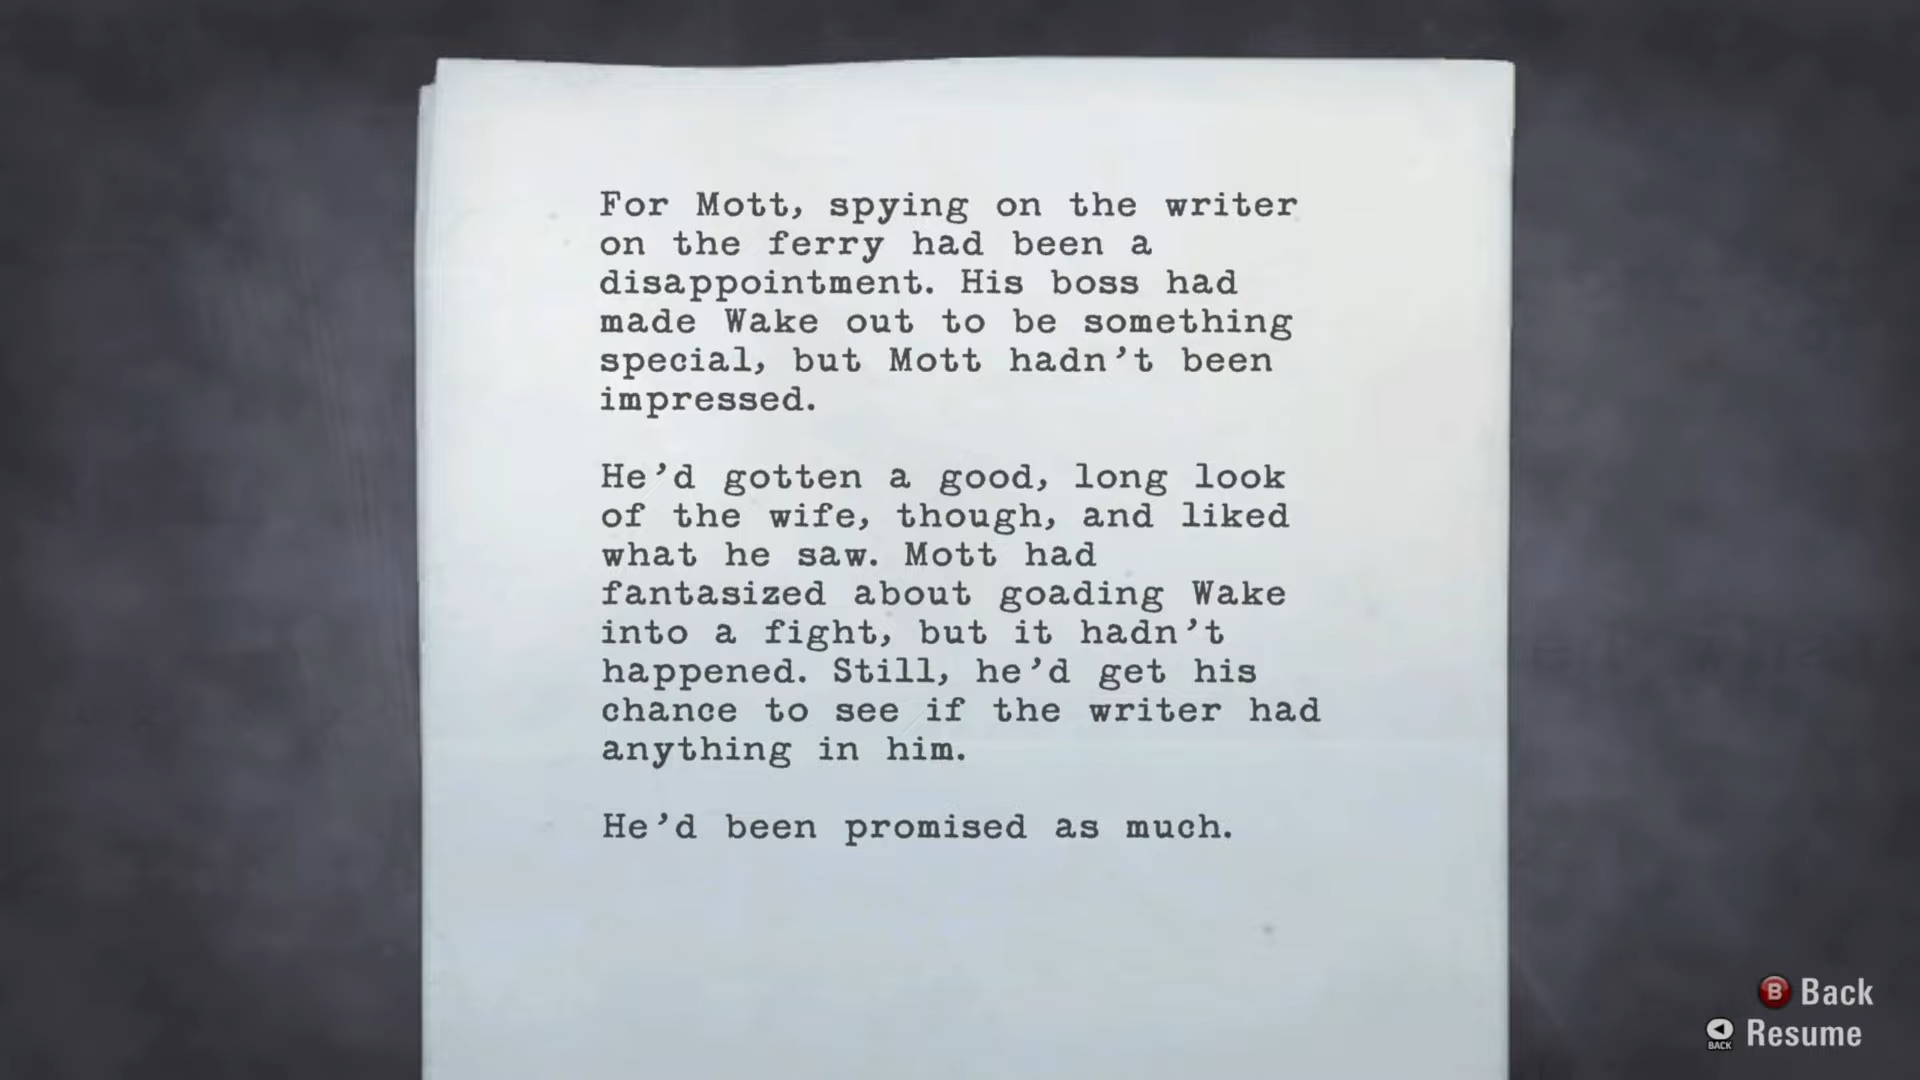 For Mott, spying on the writer
on the ferry had been a
disappointment. His boss had
made Wake out to be something
special, but Mott hadn’t been
impressed.
He’d gotten a good, long look
of the wife, though, and liked
what he saw. Mott had
fantasized about goading Wake
into a fight, but it hadn’t
happened. Still, he’d get his
chance to see if the writer had
anything in him.
He’d been promised as much.
B Back
BACK Resume